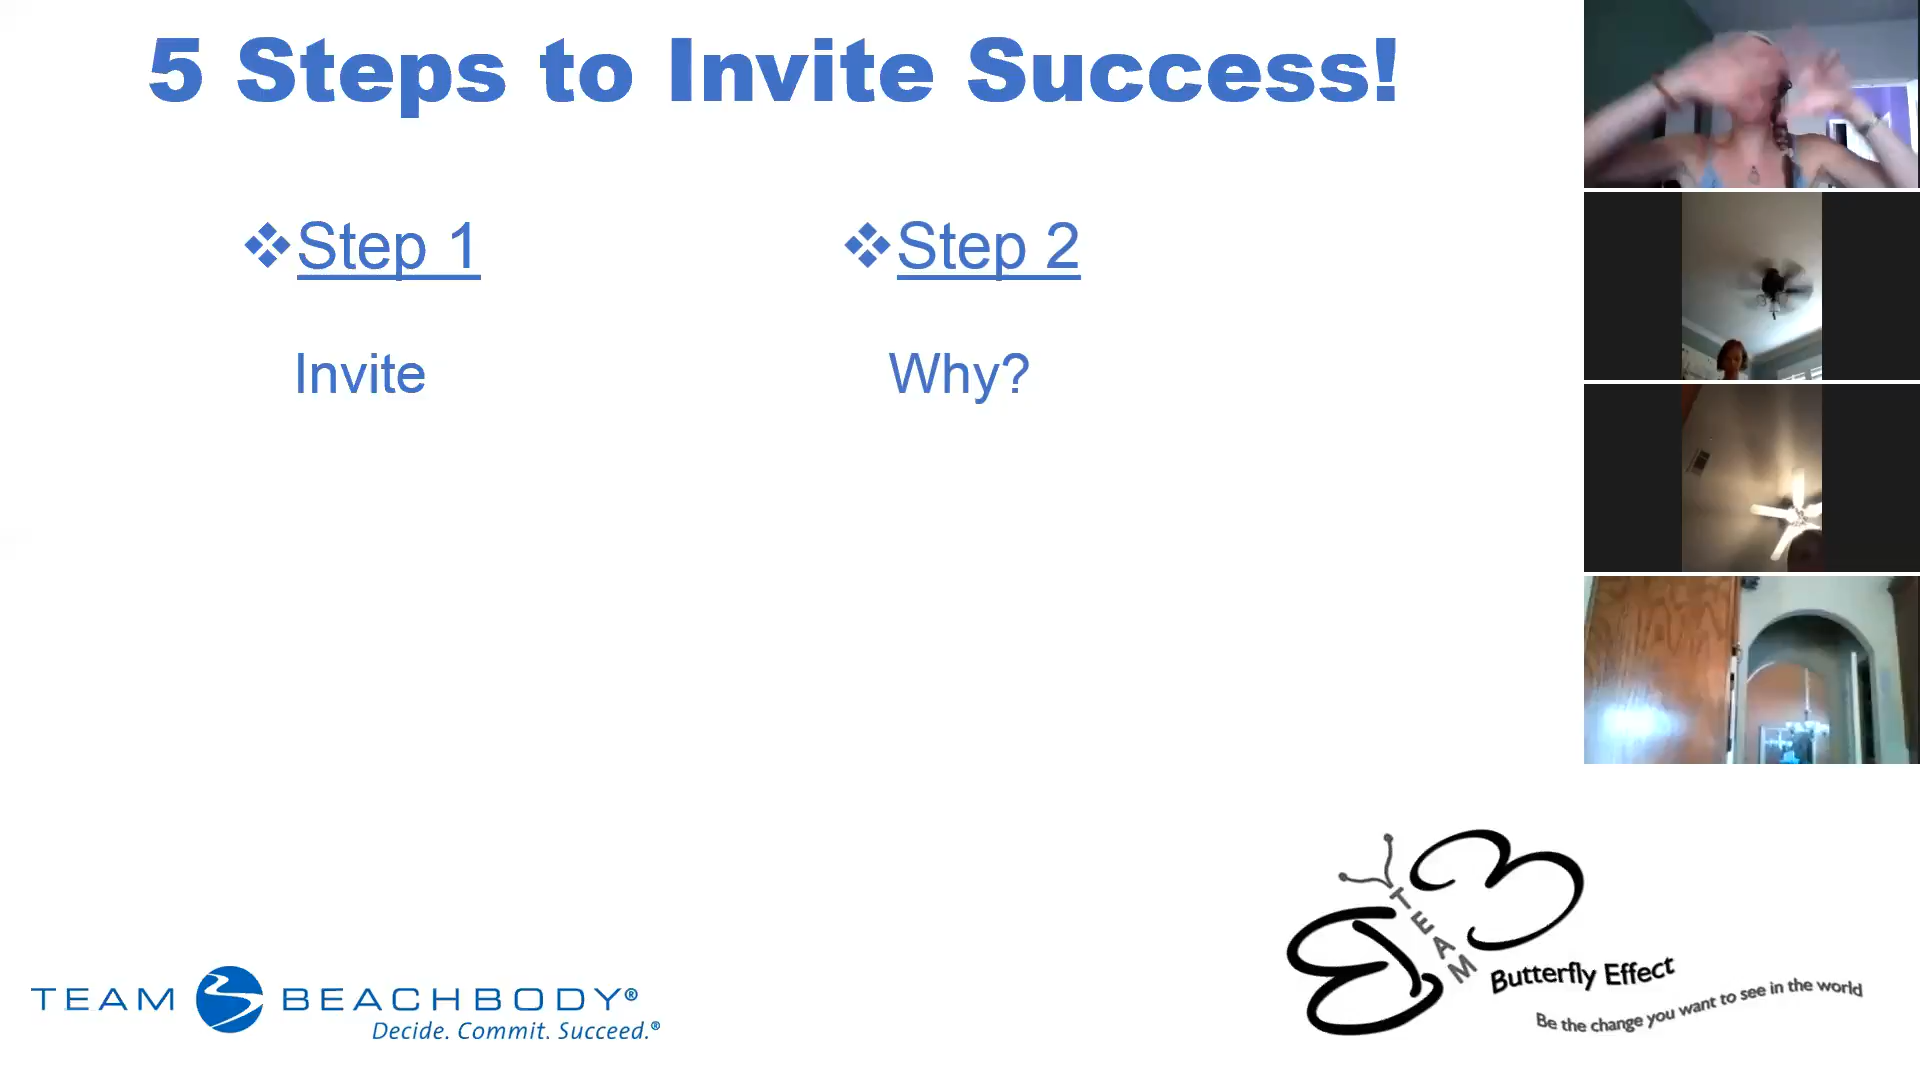 5 Steps to Invite Success!
❖Step 1
Invite
❖Step 2
Why?
TEAM BEACHBODY®
Decide. Commit. Succeed.®
TEAM
Butterfly Effect
Be the change you want to see in the world